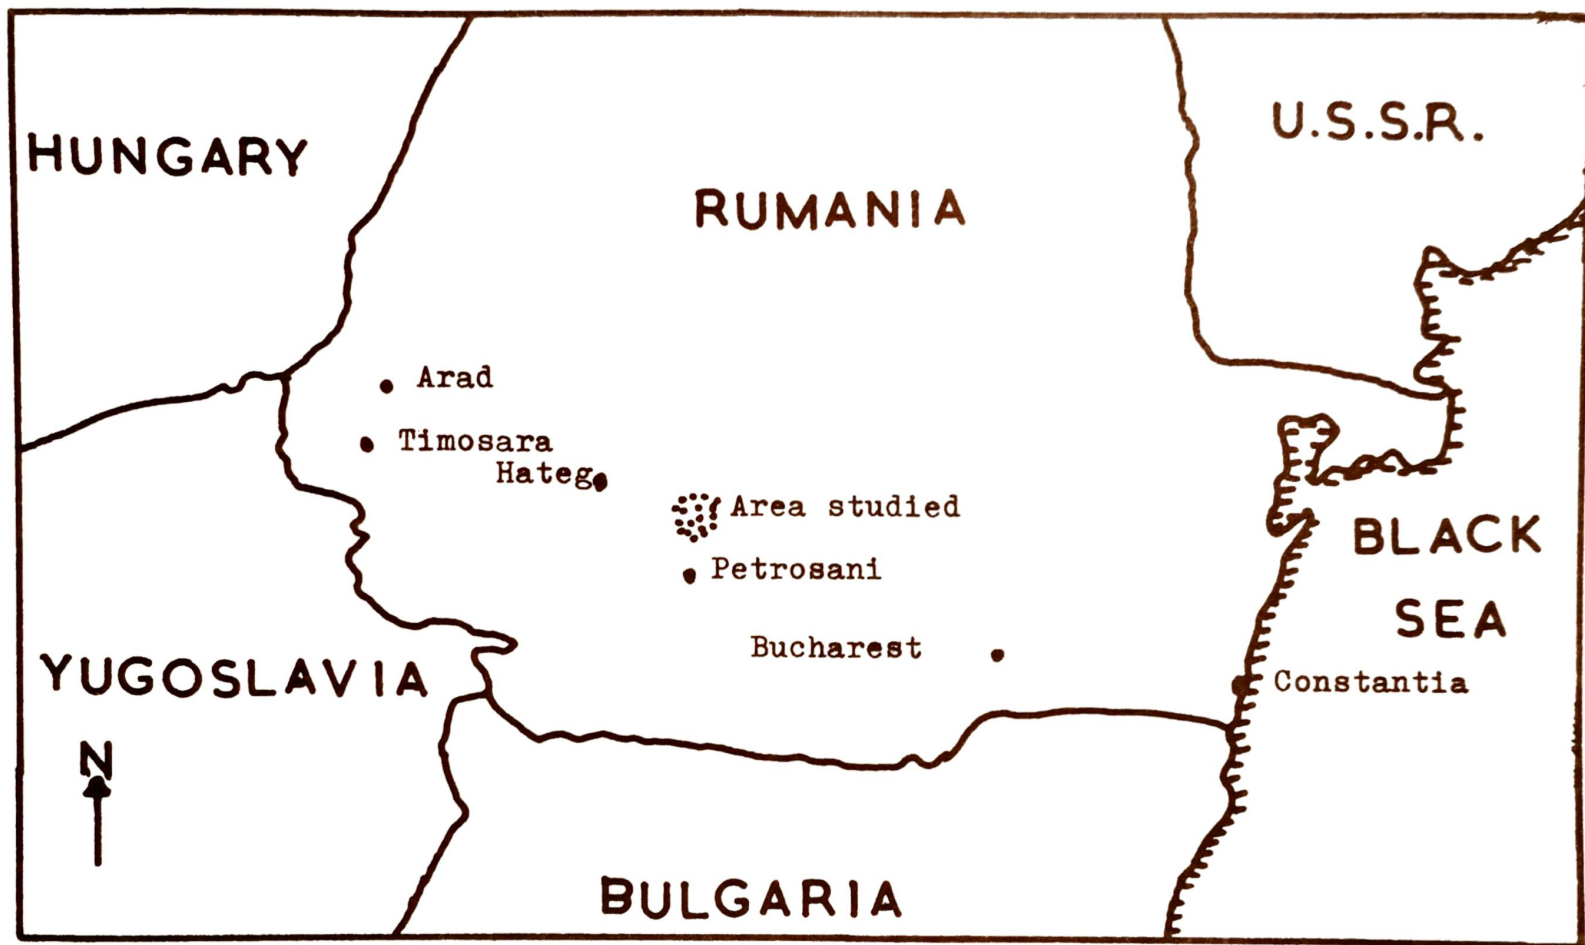 HUNGARY
U.S.S.R.
RUMANIA
Arad
Timosara
Hateg
Area studied
Petrosani
BLACK
SEA
Bucharest
YUGOSLAVIA
Constantia
N
BULGARIA